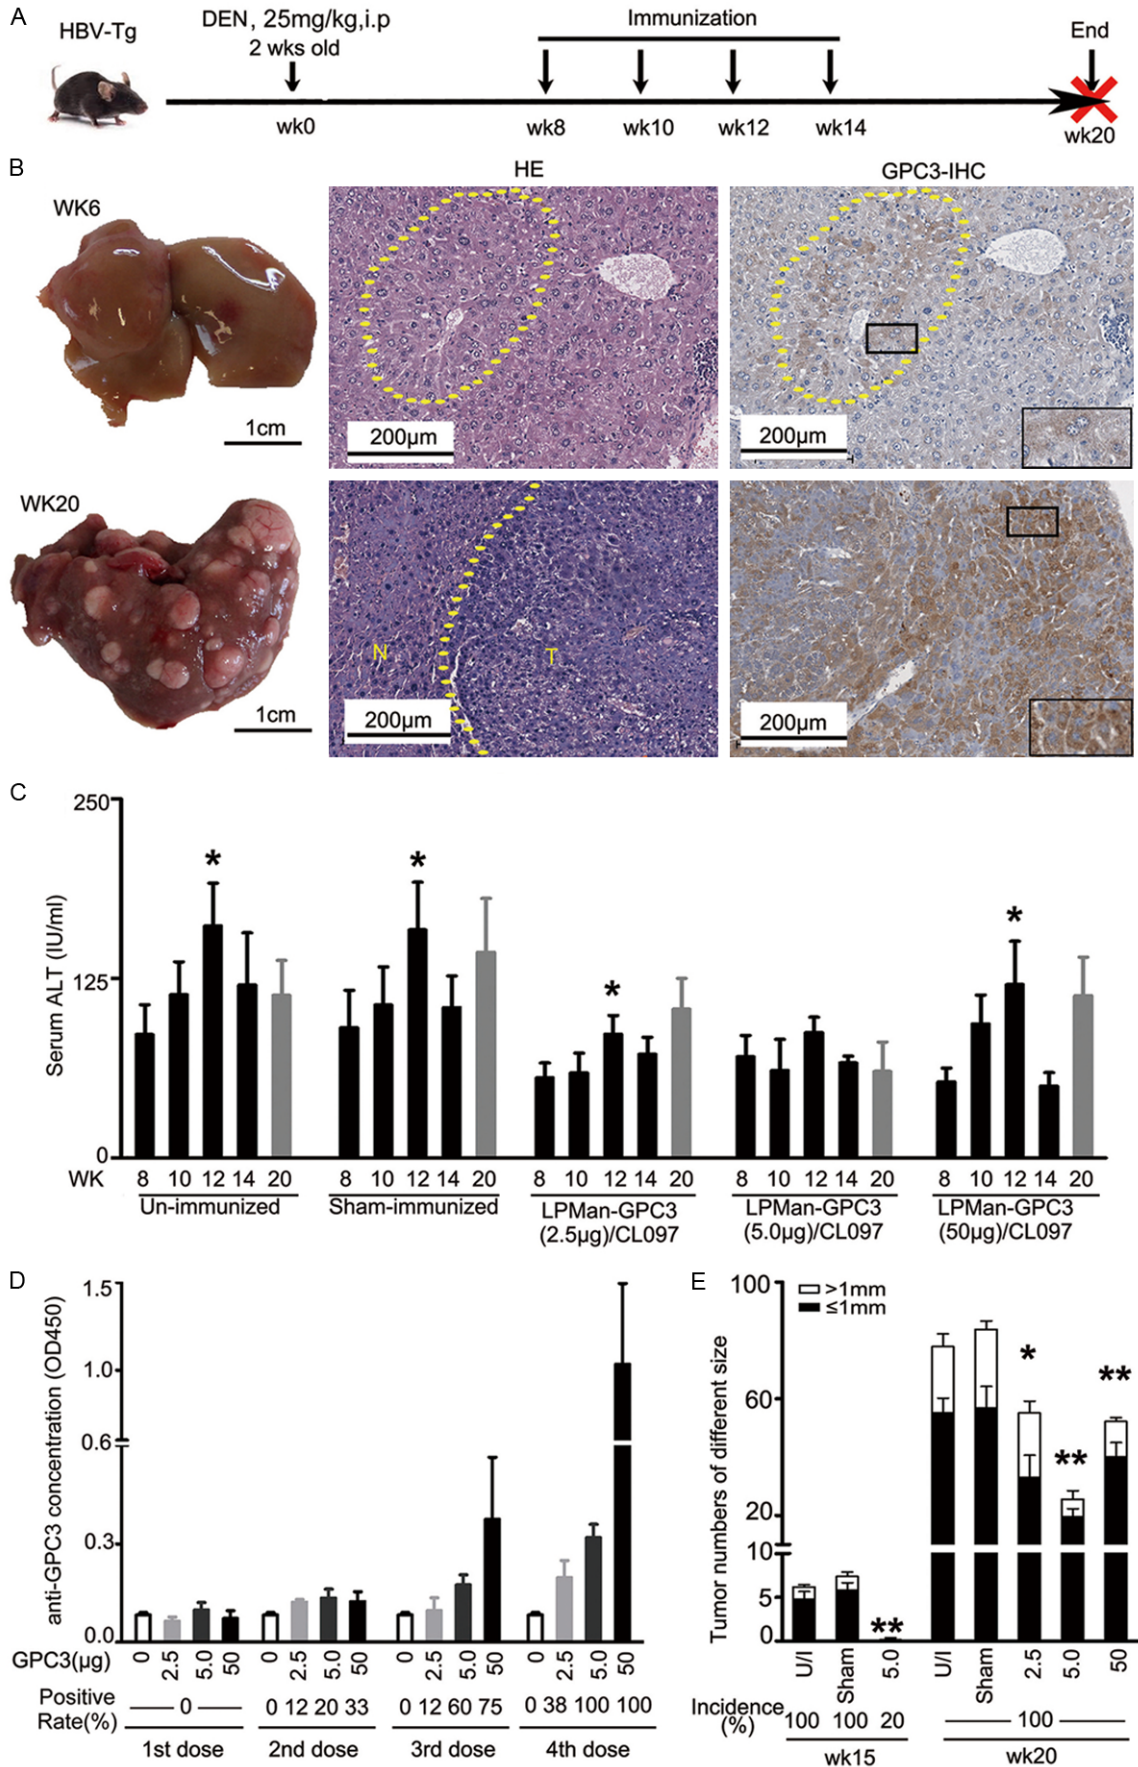 A
HBV-Tg
DEN, 25mg/kg,i.p
2 wks old
Immunization
End
wk0
wk8
wk10
wk12
wk14
wk20
B
HE
GPC3-IHC
WK6
1cm
200µm
200µm
WK20
1cm
N
T
200µm
200µm
C
Serum ALT (IU/ml)
250
125
0
* * * *
WK 8 10 12 14 20 8 10 12 14 20 8 10 12 14 20 8 10 12 14 20 8 10 12 14 20
Un-immunized Sham-immunized LPMan-GPC3 LPMan-GPC3 LPMan-GPC3
(2.5µg)/CL097 (5.0µg)/CL097 (50µg)/CL097
D
anti-GPC3 concentration (OD450)
1.5
1.0
0.6
0.3
0.0
GPC3(µg) 0 2.5 5.0 50 0 2.5 5.0 50 0 2.5 5.0 50 0 2.5 5.0 50
Positive
Rate(%) 0 0 12 20 33 0 12 60 75 0 38 100 100
1st dose 2nd dose 3rd dose 4th dose
E
Tumor numbers of different size
>1mm
≤1mm
100
60
20
10
5
0
** * ** **
U/I Sham 5.0 U/I Sham 2.5 5.0 50
Incidence
(%) 100 100 20 100
wk15 wk20